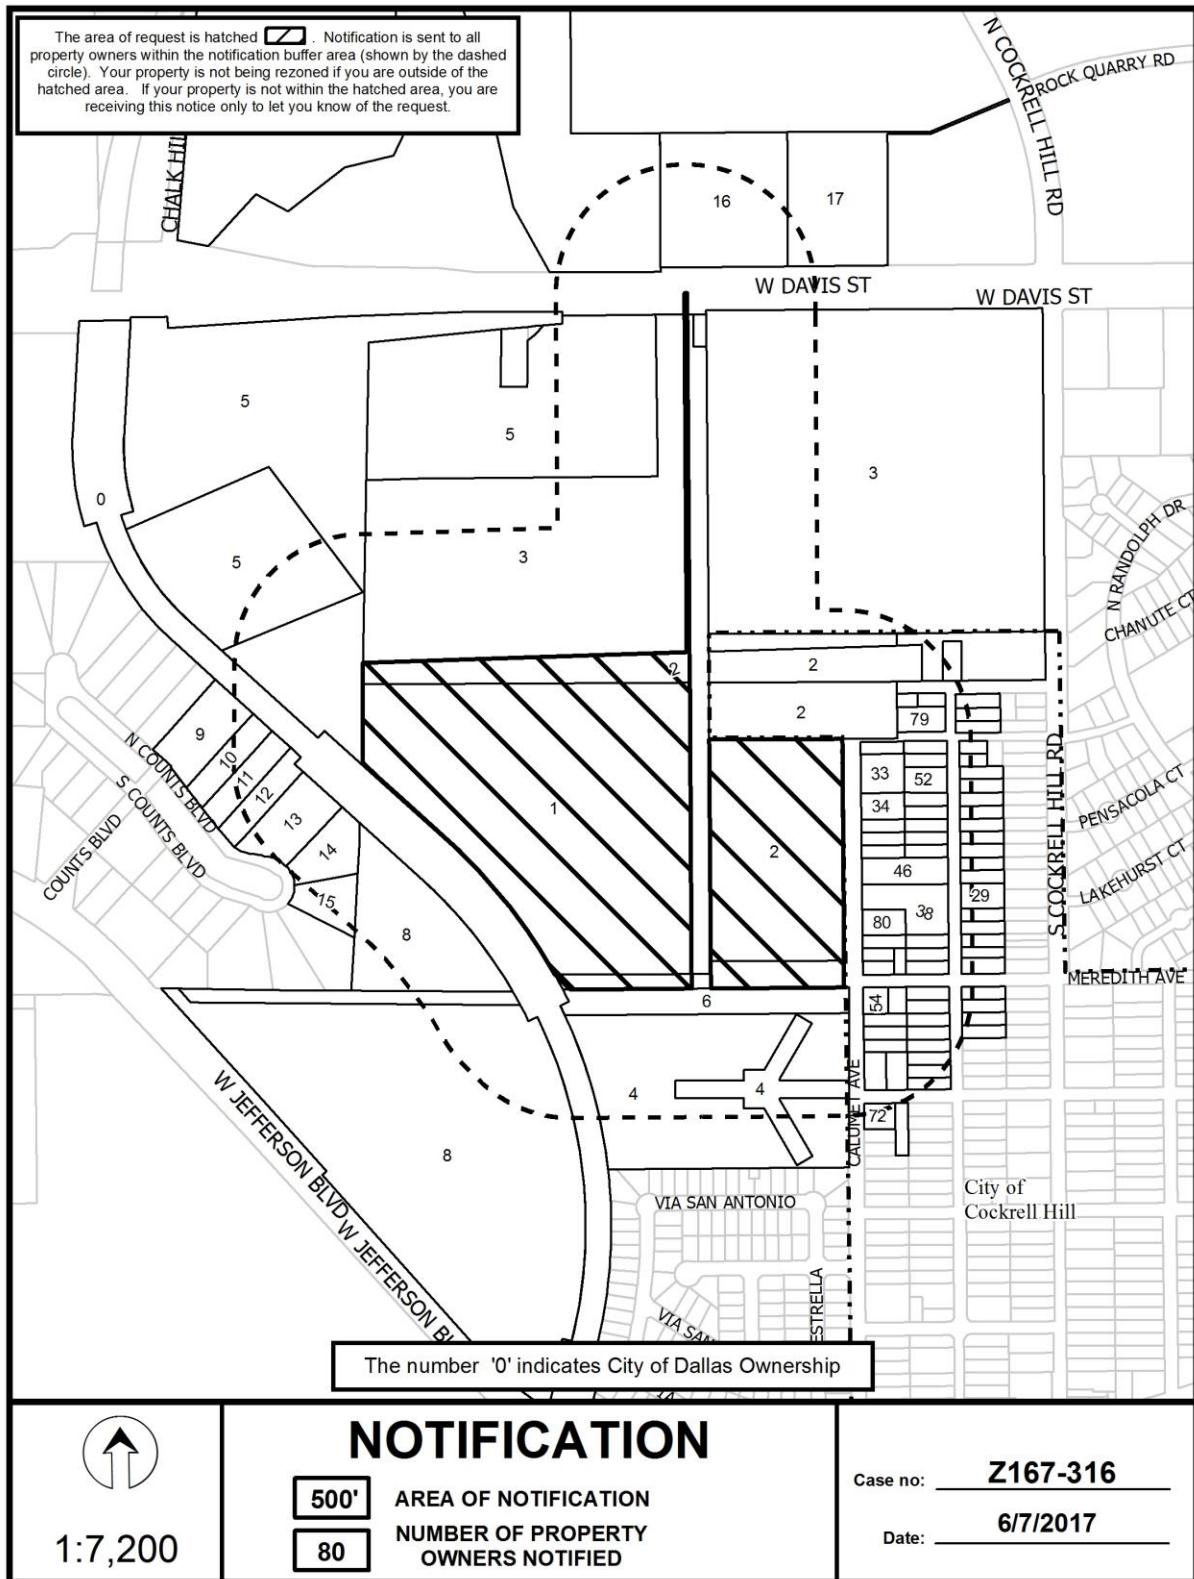 The area of request is hatched . Notification is sent to all
property owners within the notification buffer area (shown by the dashed
circle). Your property is not being rezoned if you are outside of the
hatched area. If your property is not within the hatched area, you are
receiving this notice only to let you know of the request.
N COCKRELL HILL RD
ROCK QUARRY RD
CHALK HIL
16
17
W DAVIS ST
W DAVIS ST
5
5
3
0
5
3
N RANDOLPH DR
CHANUTE CT
2
2
2
79
9
10
11
12
13
14
15
N COUNTS BLVD
S COUNTS BLVD
COUNTS BLVD
33
52
34
1
2
46
38
80
29
S COCKRELL HILL RD
PENSACOLA CT
LAKEHURST CT
8
MEREDITH AVE
6
54
4
4
CALUMET AVE
72
8
W JEFFERSON BLVD
W JEFFERSON BL
City of
Cockrell Hill
VIA SAN ANTONIO
ESTRELLA
VIA SAN
The number '0' indicates City of Dallas Ownership
1:7,200
NOTIFICATION
500' AREA OF NOTIFICATION
80 NUMBER OF PROPERTY
OWNERS NOTIFIED
Case no: Z167-316
Date: 6/7/2017